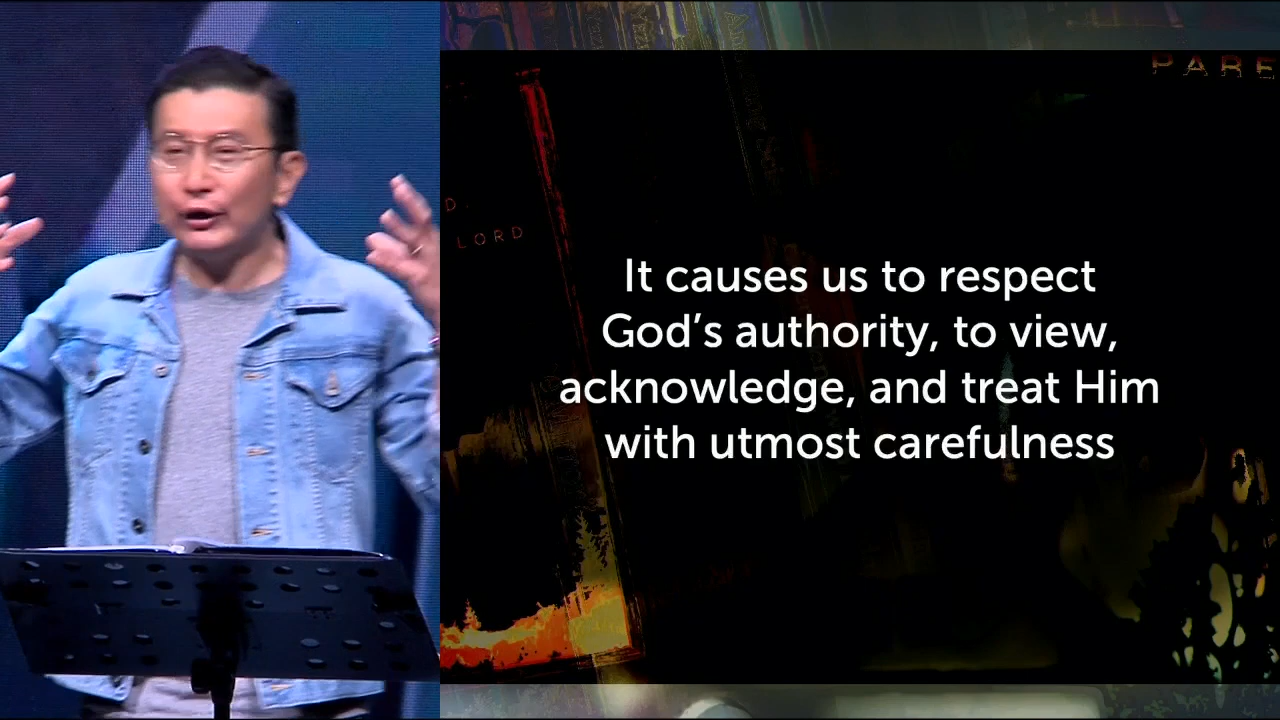 PARE
D.
LORD
It causes us to respect
God’s authority, to view,
acknowledge, and treat Him
with utmost carefulness